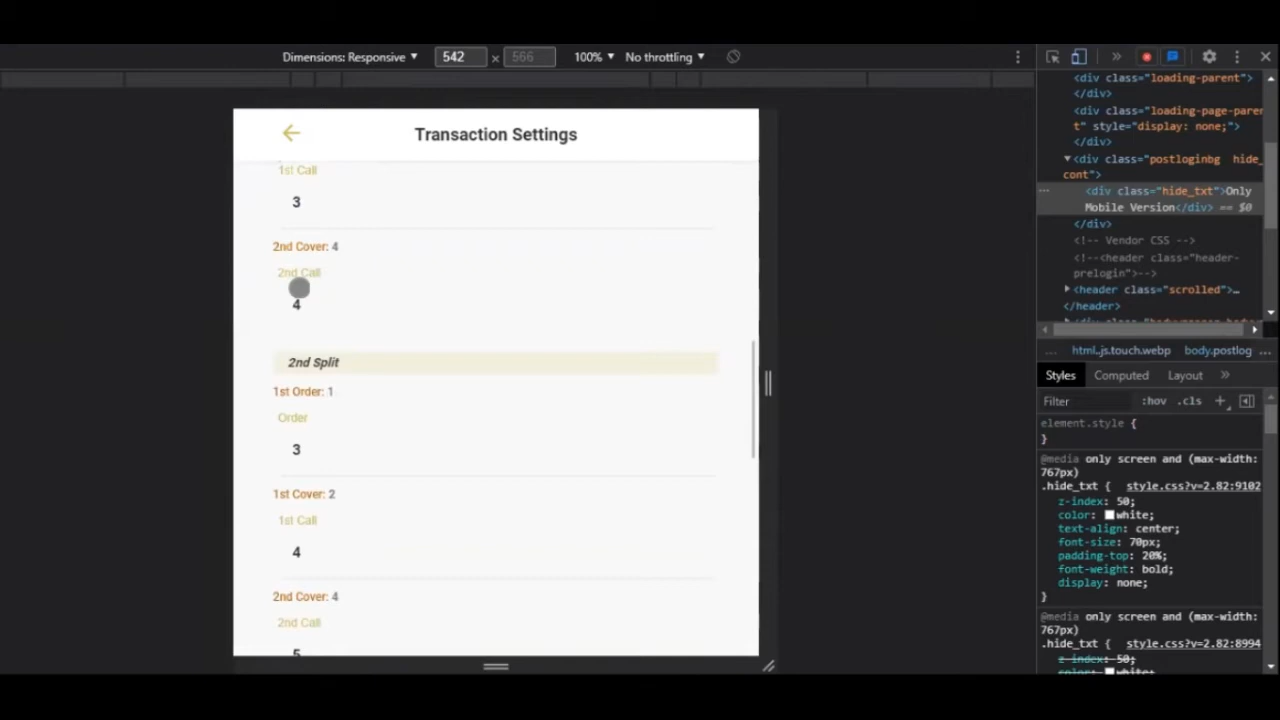 Dimensions: Responsive 542 × 566 100% No throttling
Transaction Settings
1st Call
3
2nd Cover: 4
2nd Call
4
2nd Split
1st Order: 1
Order
3
1st Cover: 2
1st Call
4
2nd Cover: 4
2nd Call
5
<div class="loading-parent">
</div>
<div class="loading-page-paren
t" style="display: none;">
</div>
<div class="postloginbg hide_
cont">
<div class="hide_txt">Only
Mobile Version</div> == $0
</div>
<!-- Vendor CSS -->
<!--<header class="header-
prelogin">-->
<header class="scrolled">…
</header>
html.js.touch.webp body.postlog ...
Styles Computed Layout »
Filter :hov .cls +
element.style {
}
@media only screen and (max-width:
767px)
.hide_txt { style.css?v=2.82:9102
z-index: 50;
color: white;
text-align: center;
font-size: 70px;
padding-top: 20%;
font-weight: bold;
display: none;
}
@media only screen and (max-width:
767px)
.hide_txt { style.css?v=2.82:8994
z-index: 50;
color: white;